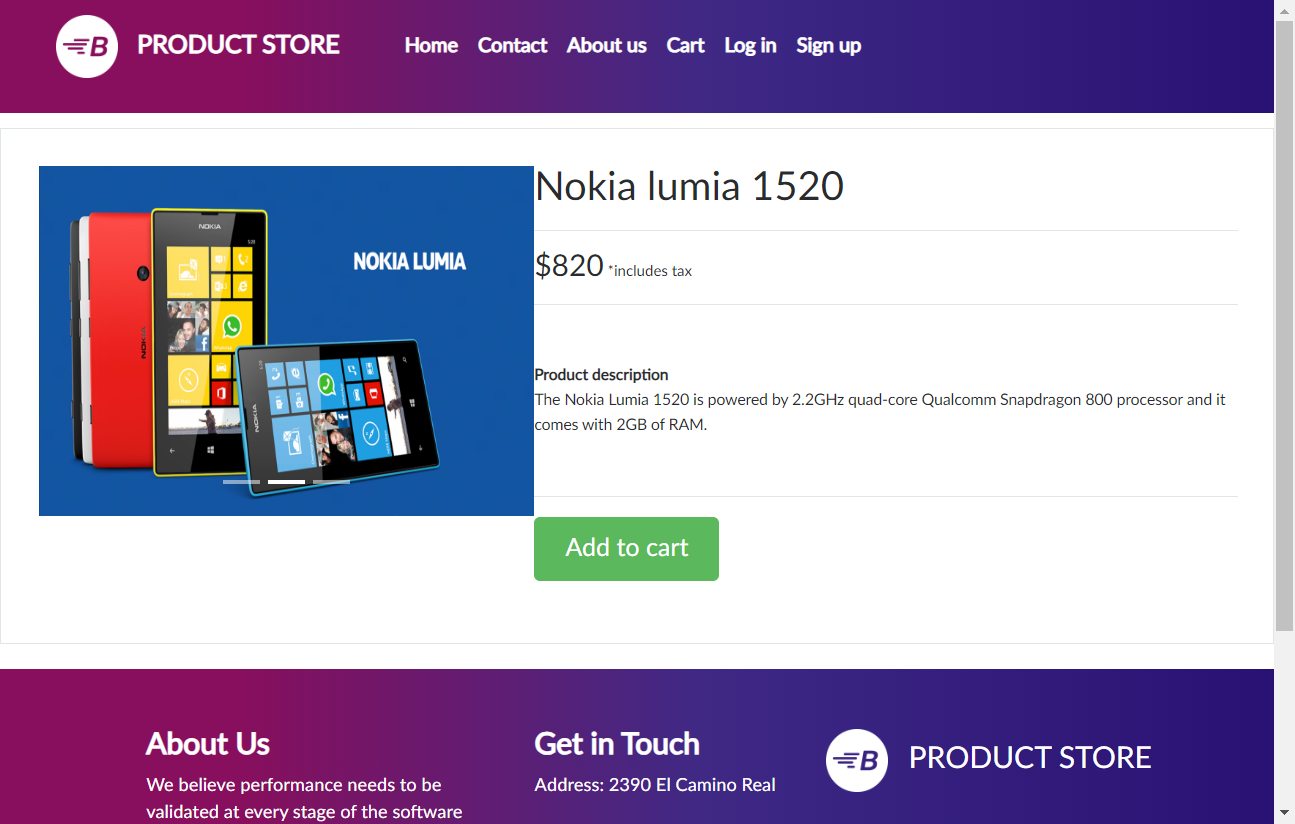 B PRODUCT STORE Home Contact About us Cart Log in Sign up
Nokia lumia 1520
NOKIA
NOKIA LUMIA
$820 *includes tax
NOKIA
NOKIA
Product description
The Nokia Lumia 1520 is powered by 2.2GHz quad-core Qualcomm Snapdragon 800 processor and it
comes with 2GB of RAM.
Add to cart
About Us
We believe performance needs to be
validated at every stage of the software
Get in Touch
Address: 2390 El Camino Real
B PRODUCT STORE